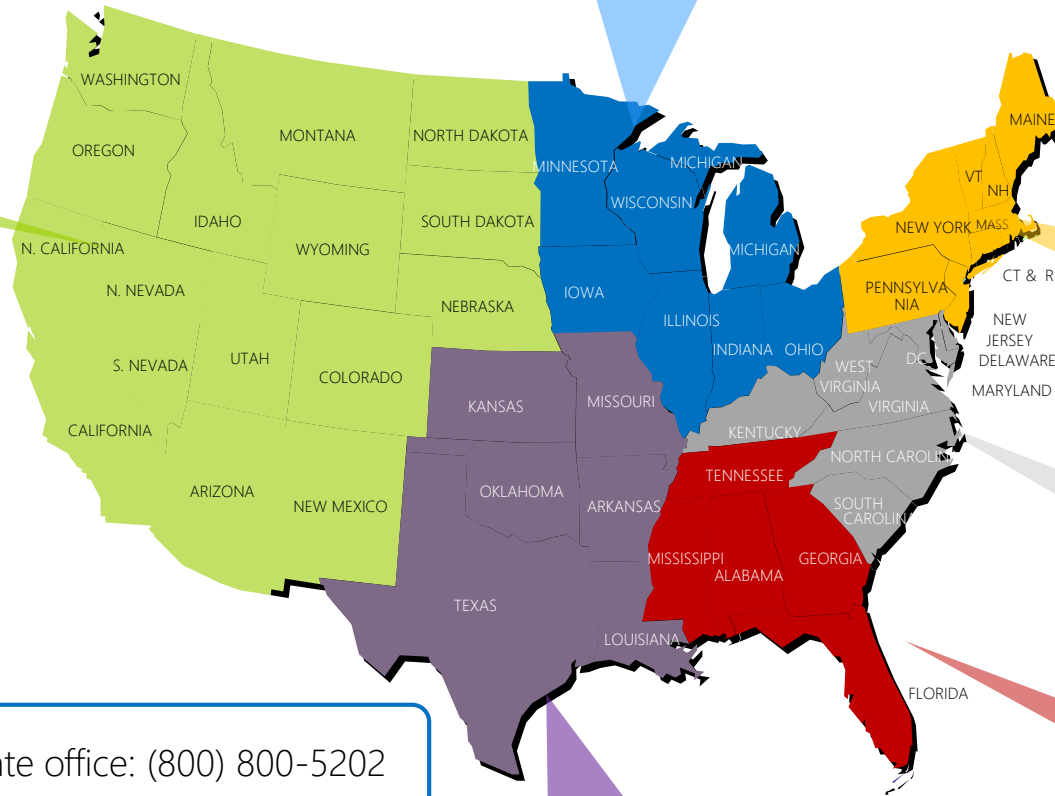 WASHINGTON
OREGON
MONTANA
NORTH DAKOTA
MINNESOTA
MICHIGAN
MAINE
IDAHO
SOUTH DAKOTA
WISCONSIN
VT
NH
N. CALIFORNIA
WYOMING
MICHIGAN
NEW YORK
MASS
N. NEVADA
NEBRASKA
IOWA
ILLINOIS
PENNSYLVA
NIA
CT & R
S. NEVADA
UTAH
COLORADO
INDIANA
OHIO
WEST
VIRGINIA
DC
NEW
JERSEY
DELAWARE
MARYLAND
CALIFORNIA
KANSAS
MISSOURI
KENTUCKY
VIRGINIA
ARIZONA
NEW MEXICO
OKLAHOMA
ARKANSAS
TENNESSEE
NORTH CAROLIN
SOUTH
CAROLINA
TEXAS
LOUISIANA
MISSISSIPPI
ALABAMA
GEORGIA
FLORIDA
te office: (800) 800-5202